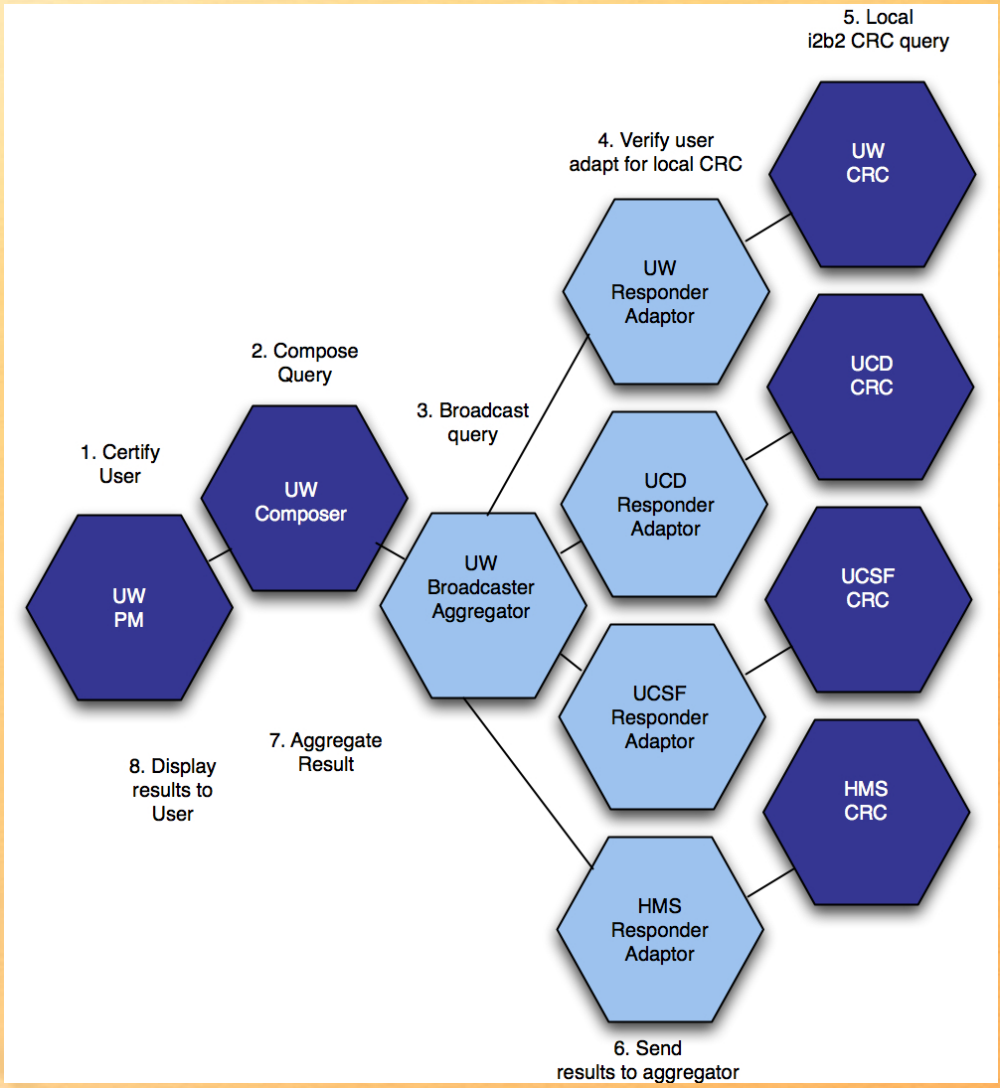 5. Local
i2b2 CRC query
UW
CRC
4. Verify user
adapt for local CRC
UW
Responder
Adaptor
UCD
CRC
2. Compose
Query
3. Broadcast
query
1. Certify
User
UW
Composer
UCD
Responder
Adaptor
UW
PM
UW
Broadcaster
Aggregator
UCSF
CRC
UCSF
Responder
Adaptor
7. Aggregate
Result
8. Display
results to
User
HMS
CRC
HMS
Responder
Adaptor
6. Send
results to aggregator